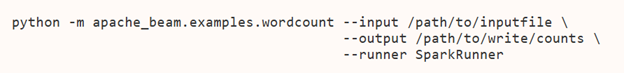 python -m apache_beam.examples.wordcount --input /path/to/inputfile \
--output /path/to/write/counts \
--runner SparkRunner